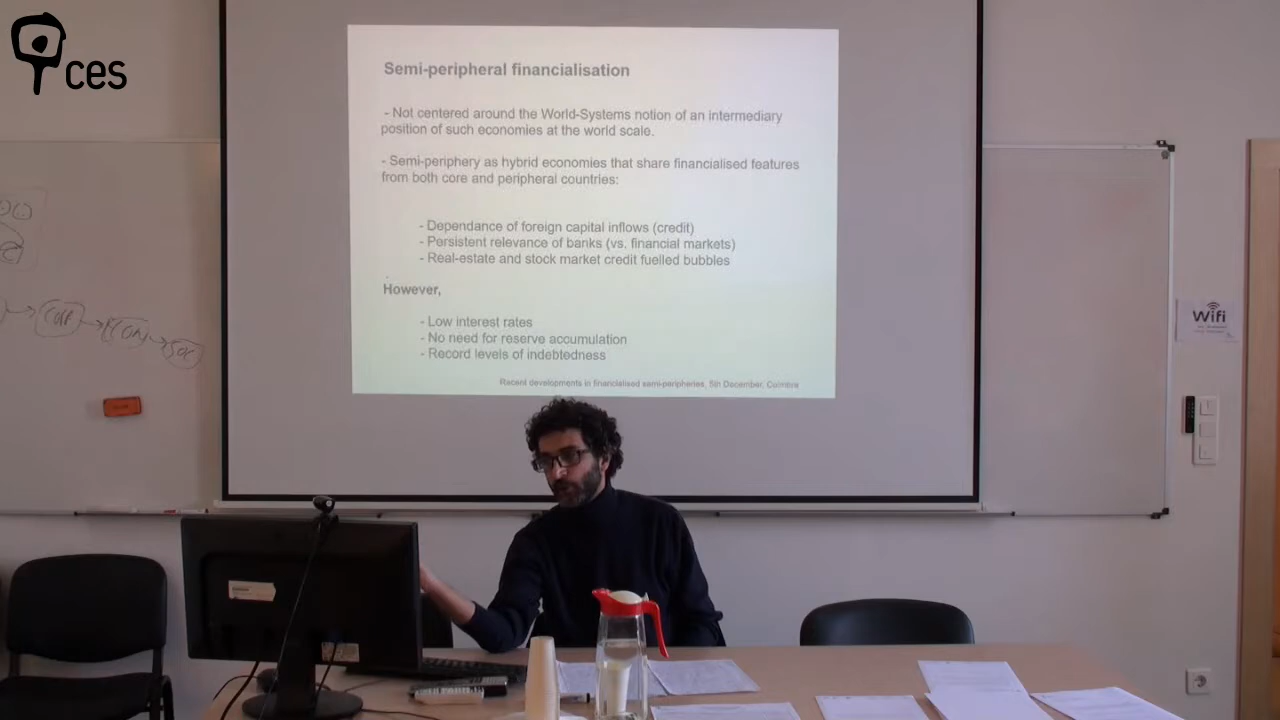 ces
Semi-peripheral financialisation
- Not centered around the World-Systems notion of an intermediary
position of such economies at the world scale.
- Semi-periphery as hybrid economies that share financialised features
from both core and peripheral countries:
- Dependance of foreign capital inflows (credit)
- Persistent relevance of banks (vs. financial markets)
- Real-estate and stock market credit fuelled bubbles
However,
- Low interest rates
- No need for reserve accumulation
- Record levels of indebtedness
Recent developments in financialised semi-peripheries, 5th December, Coimbra
Wifi